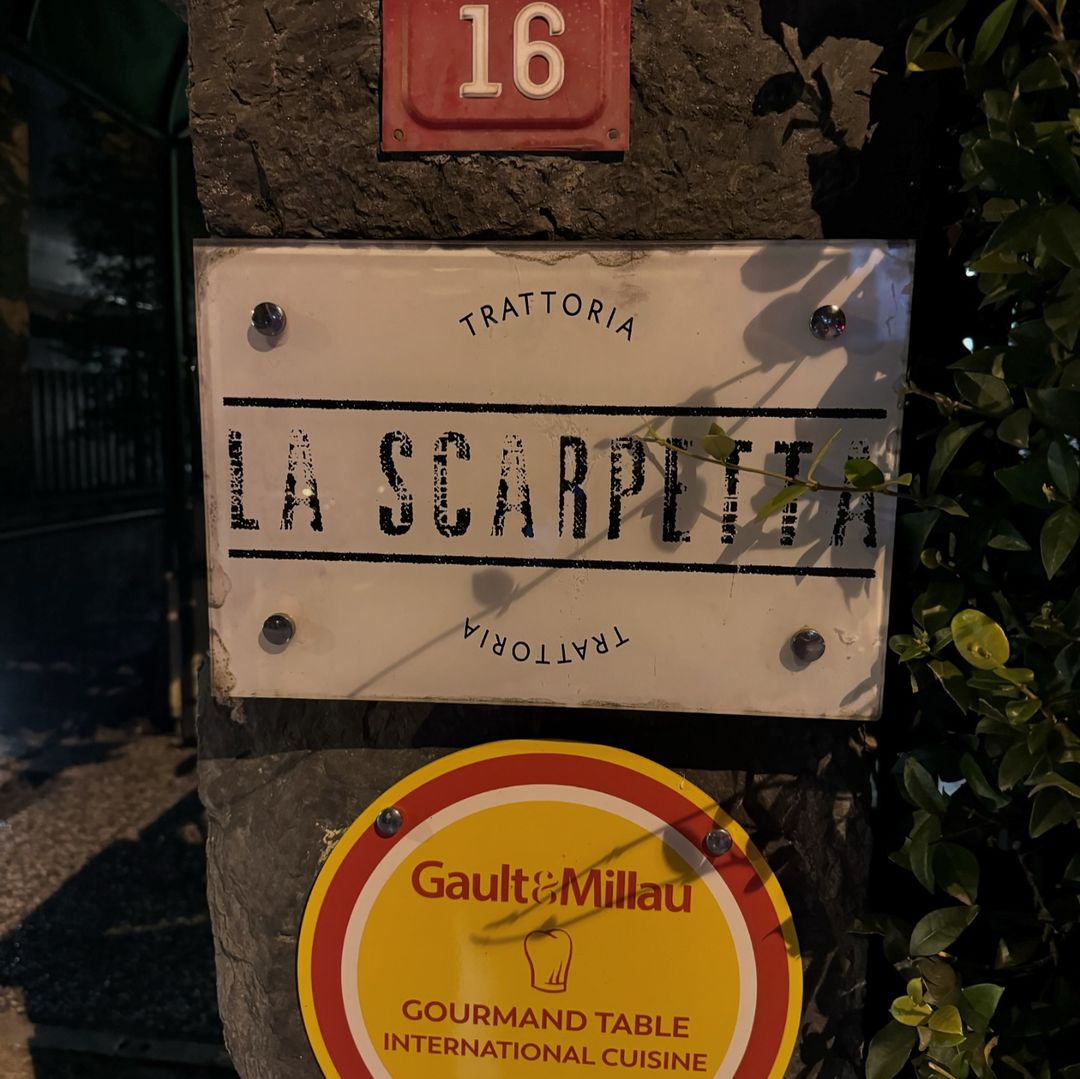 16
TRATTORIA
LA SCARPETTA
TRATTORIA
Gault&Millau
GOURMAND TABLE
INTERNATIONAL CUISINE